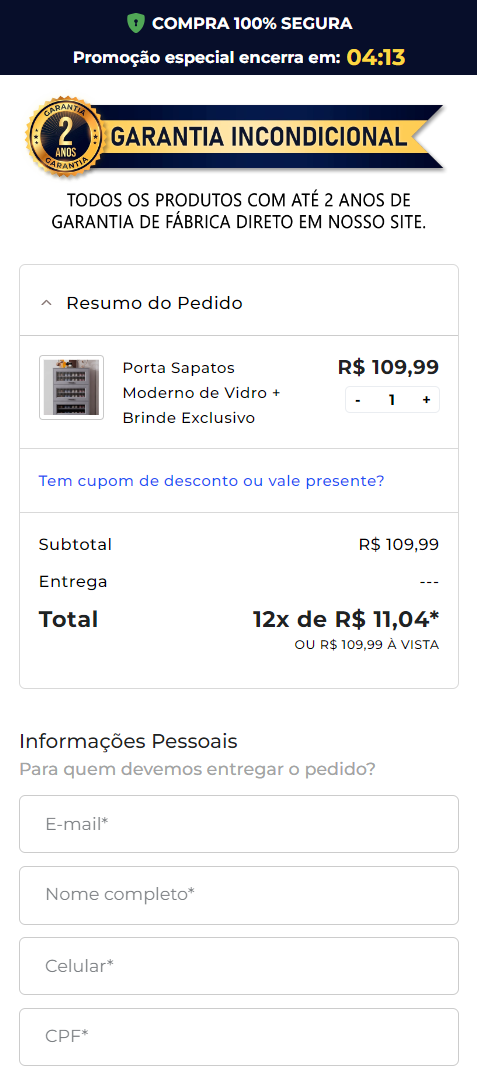 COMPRA 100% SEGURA
Promoção especial encerra em: 04:13
GARANTIA
2
ANOS
GARANTIA
GARANTIA INCONDICIONAL
TODOS OS PRODUTOS COM ATÉ 2 ANOS DE
GARANTIA DE FÁBRICA DIRETO EM NOSSO SITE.
Resumo do Pedido
Porta Sapatos
Moderno de Vidro +
Brinde Exclusivo
R$ 109,99
- 1 +
Tem cupom de desconto ou vale presente?
Subtotal R$ 109,99
Entrega ---
Total 12x de R$ 11,04*
OU R$ 109,99 À VISTA
Informações Pessoais
Para quem devemos entregar o pedido?
E-mail*
Nome completo*
Celular*
CPF*